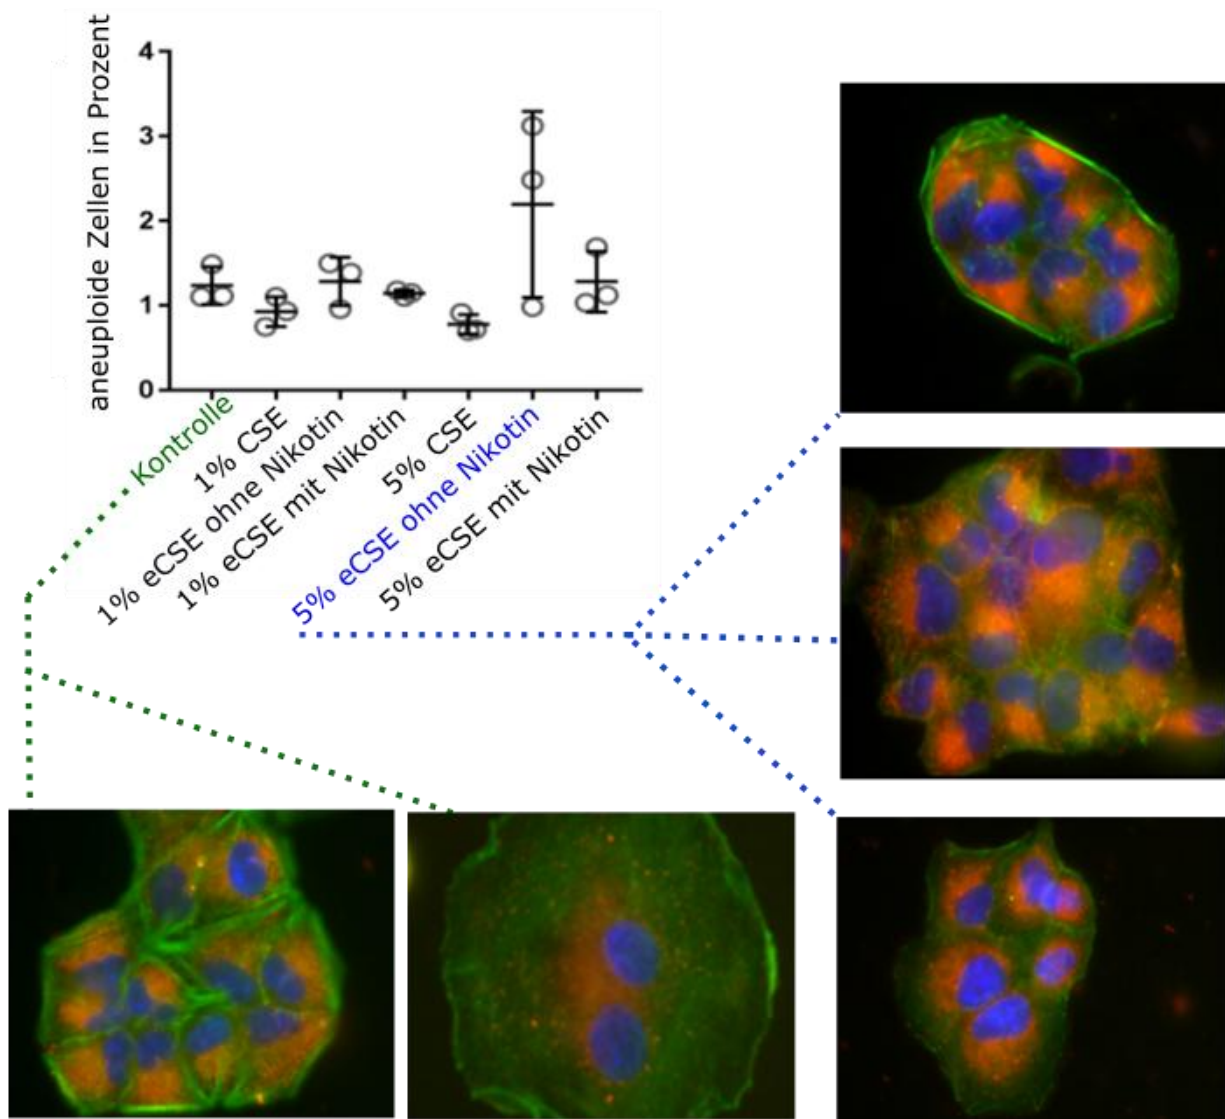 aneuploide Zellen in Prozent
4
3
2
1
0
Kontrolle
1% CSE
1% eCSE ohne Nikotin
1% eCSE mit Nikotin
5% CSE
5% eCSE ohne Nikotin
5% eCSE mit Nikotin